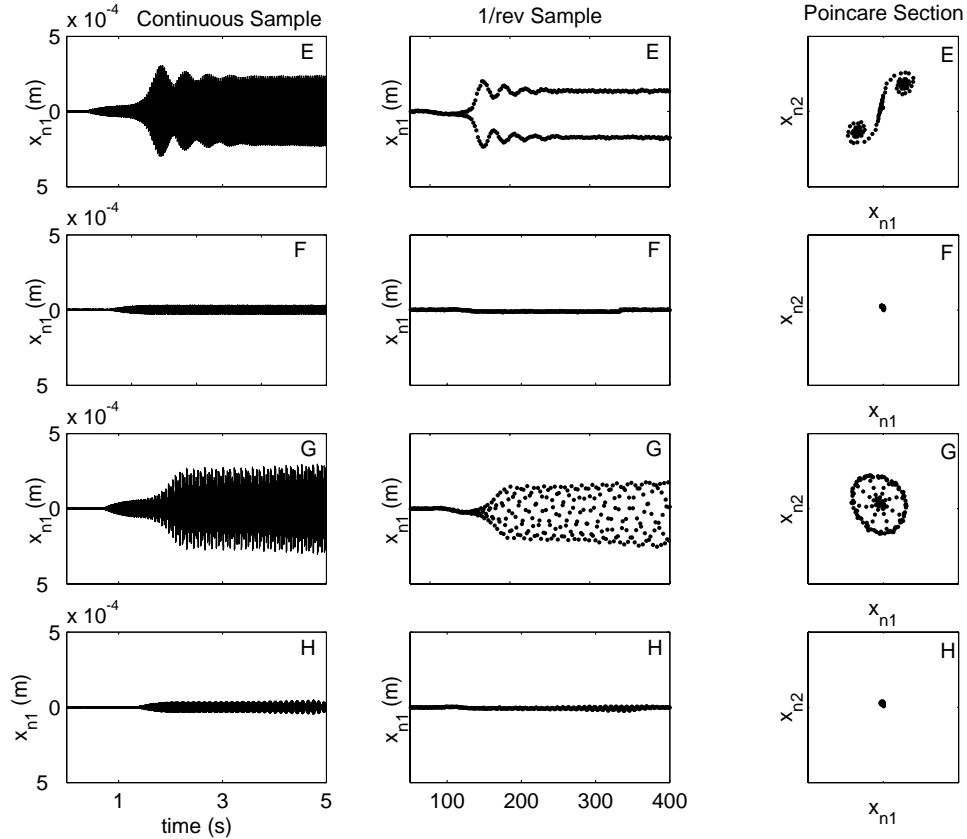 Continuous Sample
1/rev Sample
Poincare Section
x 10-4
5
0
5
x_n1 (m)
E
x_n1 (m)
E
x_n2
x_n1
E
x 10-4
5
0
5
x_n1 (m)
F
x_n1 (m)
F
x_n2
x_n1
F
x 10-4
5
0
5
x_n1 (m)
G
x_n1 (m)
G
x_n2
x_n1
G
x 10-4
5
0
5
x_n1 (m)
H
x_n1 (m)
H
x_n2
x_n1
H
1 3 5
time (s)
100 200 300 400